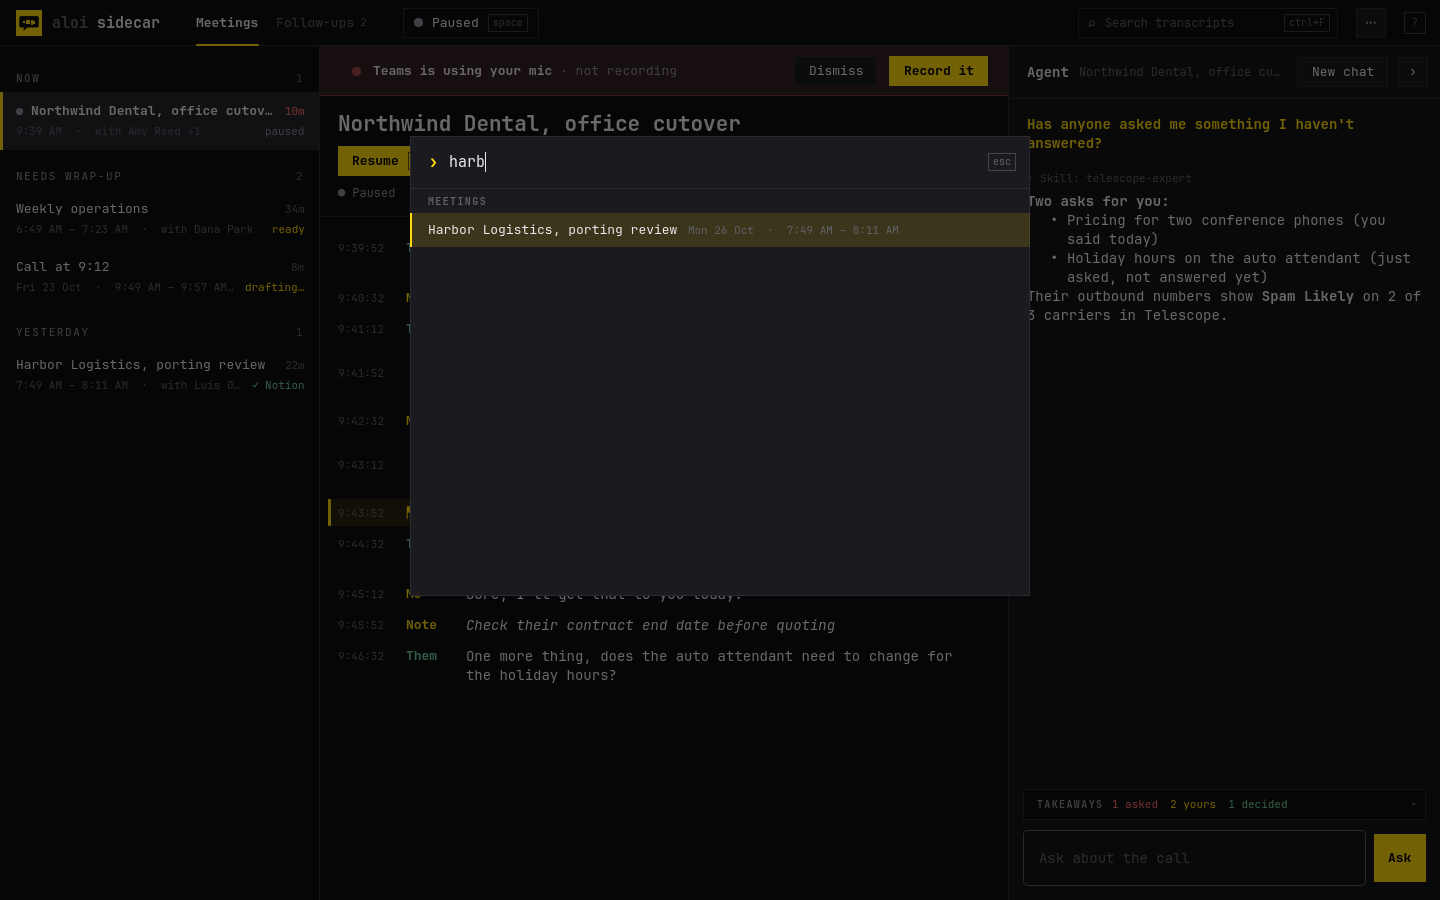 aloi sidecar
Meetings
Follow-ups 2
Paused space
Search transcripts ctrl+F
···
?
NOW 1
Northwind Dental, office cutov… 10m
9:39 AM · with Amy Reed +1 paused
NEEDS WRAP-UP 2
Weekly operations 34m
6:49 AM – 7:23 AM · with Dana Park ready
Call at 9:12 8m
Fri 23 Oct · 9:49 AM – 9:57 AM… drafting…
YESTERDAY 1
Harbor Logistics, porting review 22m
7:49 AM – 8:11 AM · with Luis O… ✓ Notion
Teams is using your mic · not recording
Dismiss
Record it
Northwind Dental, office cutover
Resume
Paused
› harb esc
MEETINGS
Harbor Logistics, porting review Mon 26 Oct · 7:49 AM – 8:11 AM
9:39:52
9:40:32
9:41:12
9:41:52
9:42:32
9:43:12
9:43:52
9:44:32
9:45:12 Me Sure, I'll get that to you today.
9:45:52 Note Check their contract end date before quoting
9:46:32 Them One more thing, does the auto attendant need to change for
the holiday hours?
Agent Northwind Dental, office cu… New chat ›
Has anyone asked me something I haven't
answered?
· Skill: telescope-expert
Two asks for you:
• Pricing for two conference phones (you
said today)
• Holiday hours on the auto attendant (just
asked, not answered yet)
Their outbound numbers show Spam Likely on 2 of
3 carriers in Telescope.
TAKEAWAYS 1 asked 2 yours 1 decided
Ask about the call
Ask